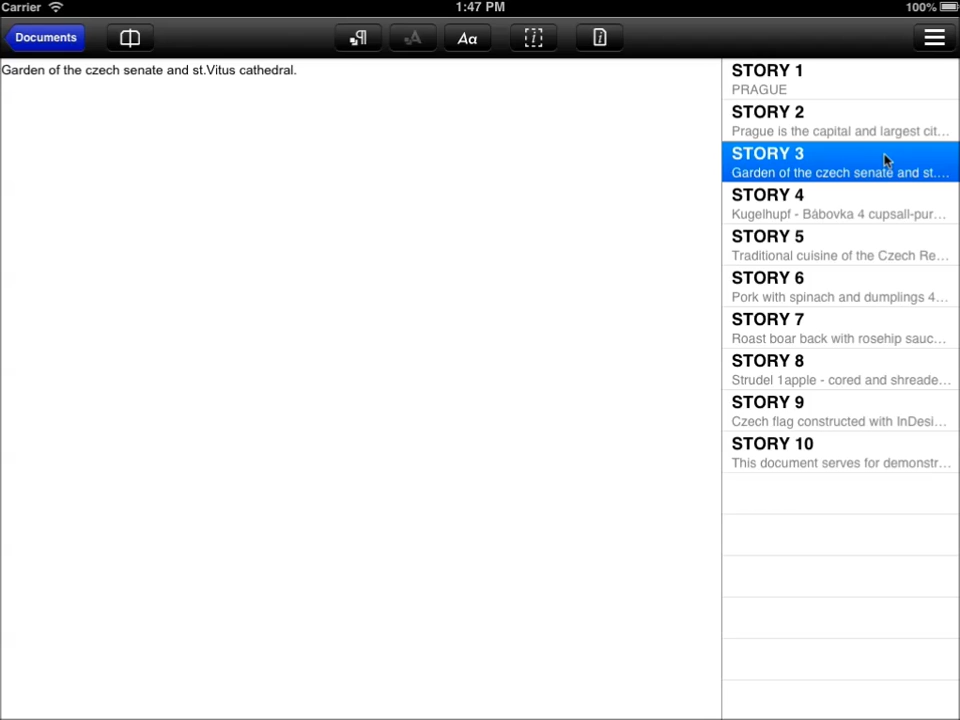 Carrier 1:47 PM 100%
Documents Aa
Garden of the czech senate and st.Vitus cathedral.
STORY 1
PRAGUE
STORY 2
Prague is the capital and largest cit...
STORY 3
Garden of the czech senate and st....
STORY 4
Kugelhupf - Bábovka 4 cupsall-pur...
STORY 5
Traditional cuisine of the Czech Re...
STORY 6
Pork with spinach and dumplings 4...
STORY 7
Roast boar back with rosehip sauc...
STORY 8
Strudel 1apple - cored and shreade...
STORY 9
Czech flag constructed with InDesi...
STORY 10
This document serves for demonstr...